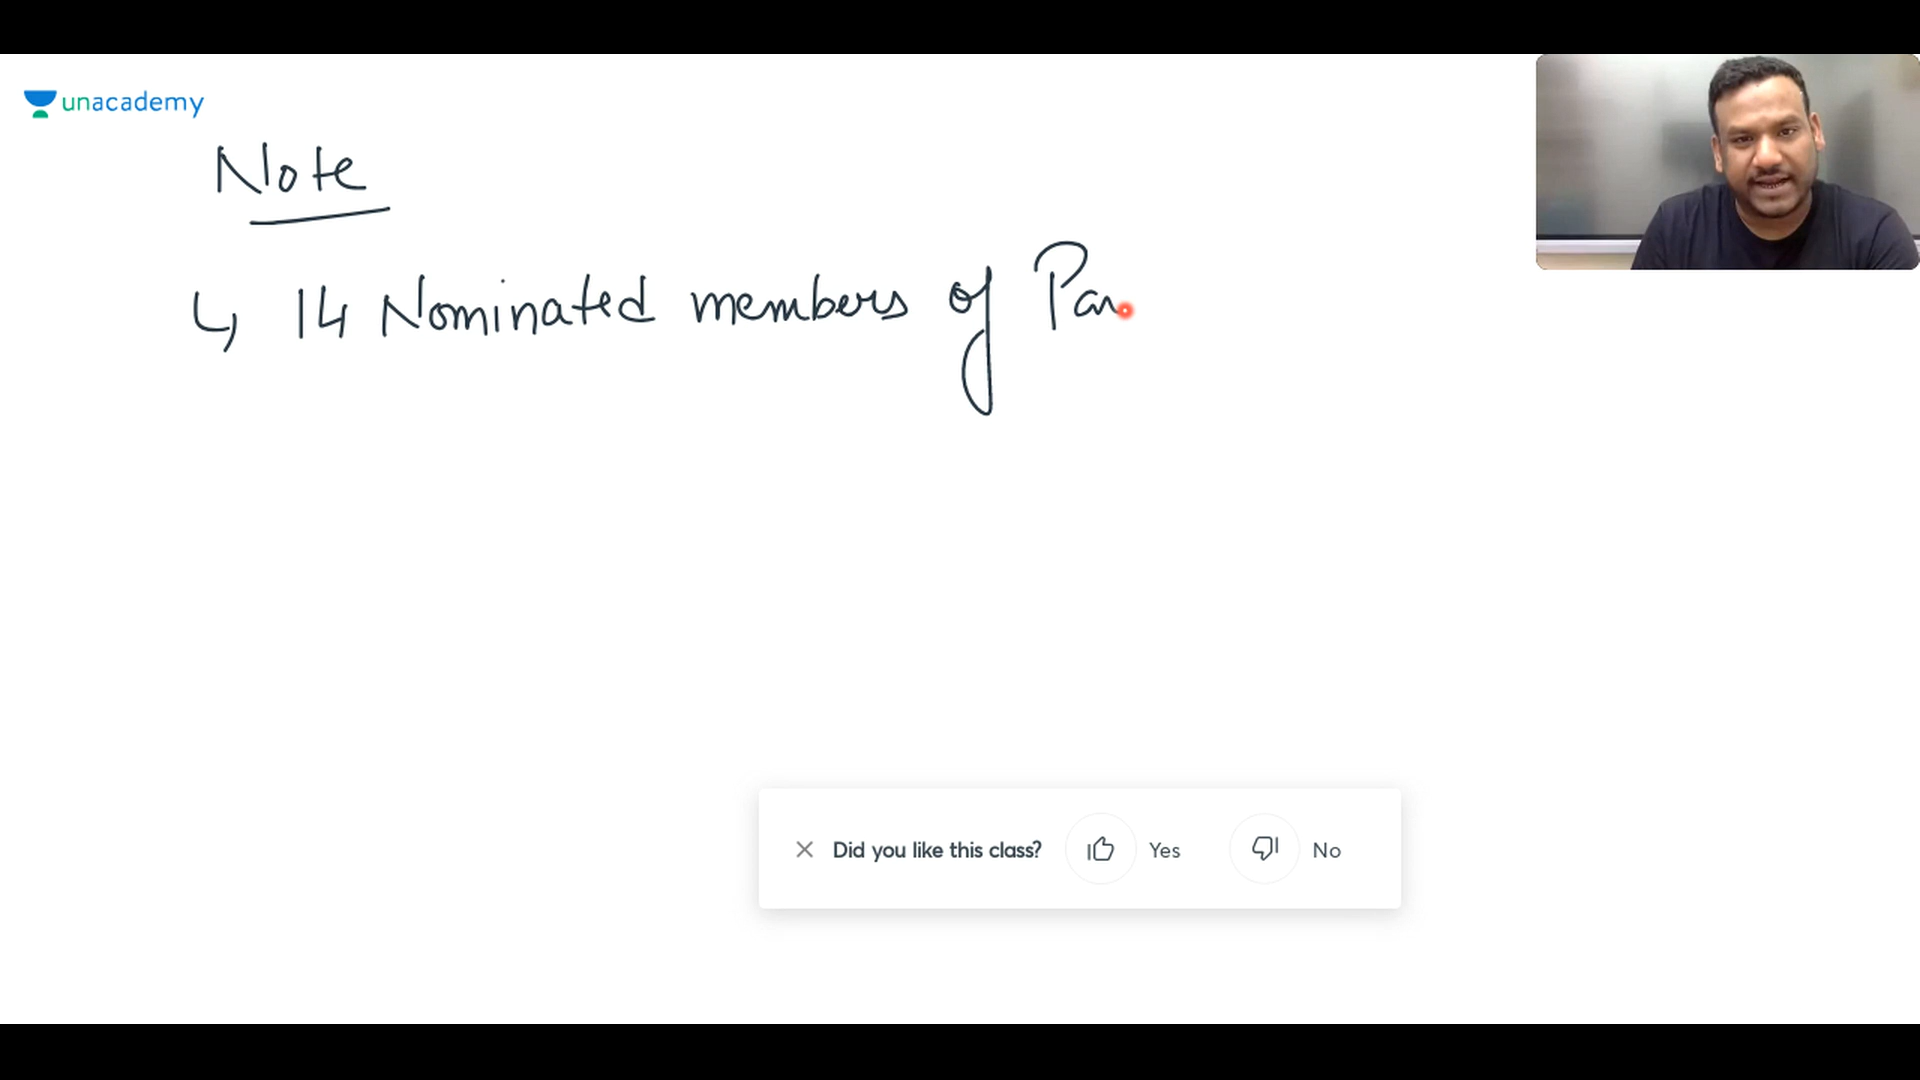 unacademy
Note
↳ 14 Nominated members of Par
Did you like this class? Yes No